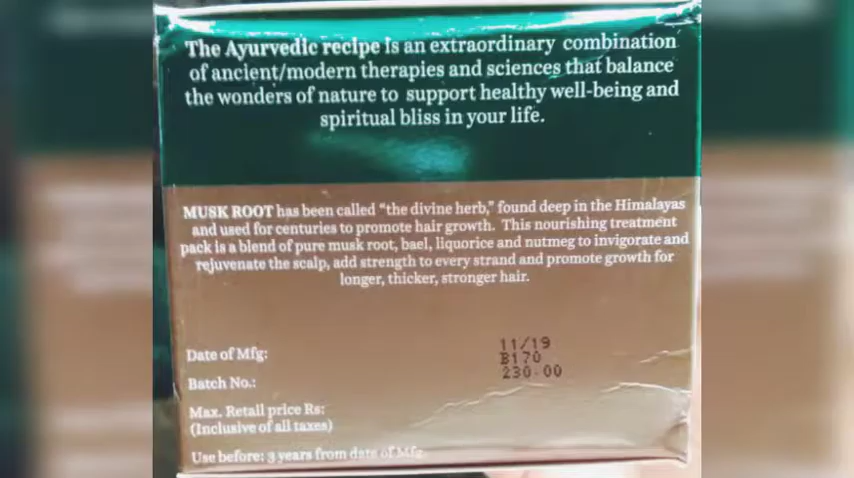 The Ayurvedic recipe is an extraordinary combination
of ancient/modern therapies and sciences that balance
the wonders of nature to support healthy well-being and
spiritual bliss in your life.
MUSK ROOT has been called “the divine herb,” found deep in the Himalayas
and used for centuries to promote hair growth. This nourishing treatment
pack is a blend of pure musk root, bael, liquorice and nutmeg to invigorate and
rejuvenate the scalp, add strength to every strand and promote growth for
longer, thicker, stronger hair.
Date of Mfg:
Batch No.:
Max. Retail price Rs:
(Inclusive of all taxes)
Use before: 3 years from date of Mfg.
11/19
B170
230.00